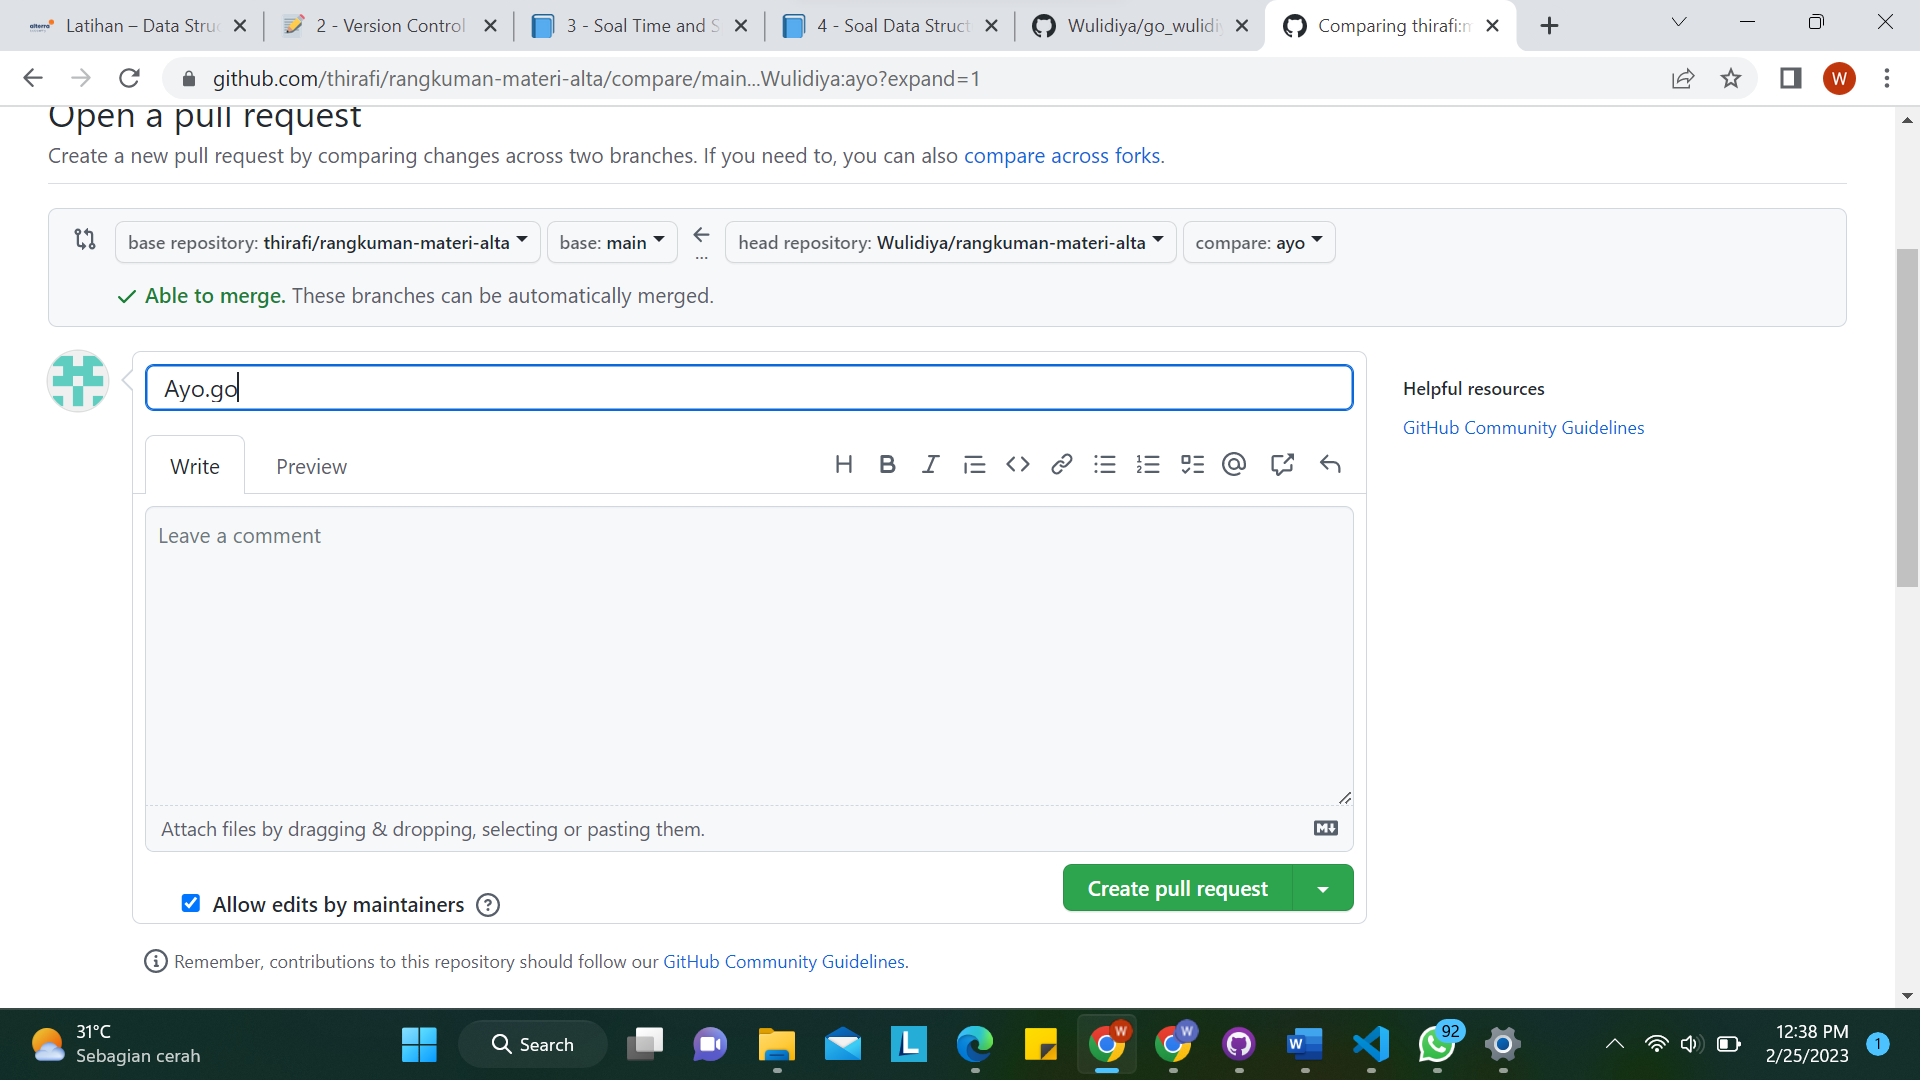 Latihan – Data Struc
2 - Version Control
3 - Soal Time and S
4 - Soal Data Struct
Wulidiya/go_wulidiy
Comparing thirafi:m
github.com/thirafi/rangkuman-materi-alta/compare/main...Wulidiya:ayo?expand=1
W
Open a pull request
Create a new pull request by comparing changes across two branches. If you need to, you can also compare across forks.
base repository: thirafi/rangkuman-materi-alta
base: main
...
head repository: Wulidiya/rangkuman-materi-alta
compare: ayo
Able to merge. These branches can be automatically merged.
Ayo.go
Helpful resources
GitHub Community Guidelines
Write
Preview
Leave a comment
Attach files by dragging & dropping, selecting or pasting them.
Allow edits by maintainers
Create pull request
Remember, contributions to this repository should follow our GitHub Community Guidelines.
31°C
Sebagian cerah
Search
92
12:38 PM
2/25/2023
1